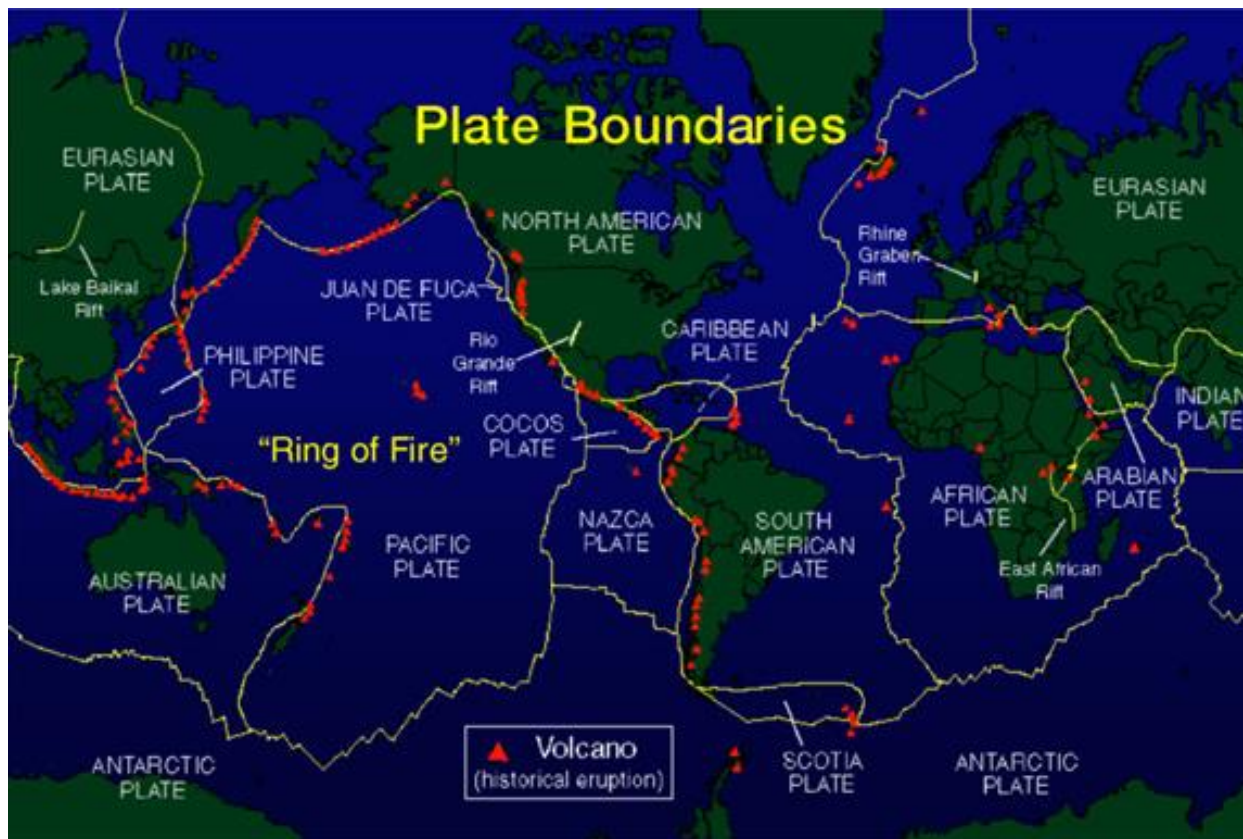 Plate Boundaries
EURASIAN
PLATE
NORTH AMERICAN
PLATE
EURASIAN
PLATE
Rhine
Graben
Rift
Lake Baikal
Rift
JUAN DE FUCA
PLATE
CARIBBEAN
PLATE
PHILIPPINE
PLATE
Rio
Grande
Rift
INDIAN
PLATE
COCOS
PLATE
"Ring of Fire"
ARABIAN
PLATE
AFRICAN
PLATE
NAZCA
PLATE
SOUTH
AMERICAN
PLATE
PACIFIC
PLATE
AUSTRALIAN
PLATE
East African
Rift
Volcano
(historical eruption)
SCOTIA
PLATE
ANTARCTIC
PLATE
ANTARCTIC
PLATE